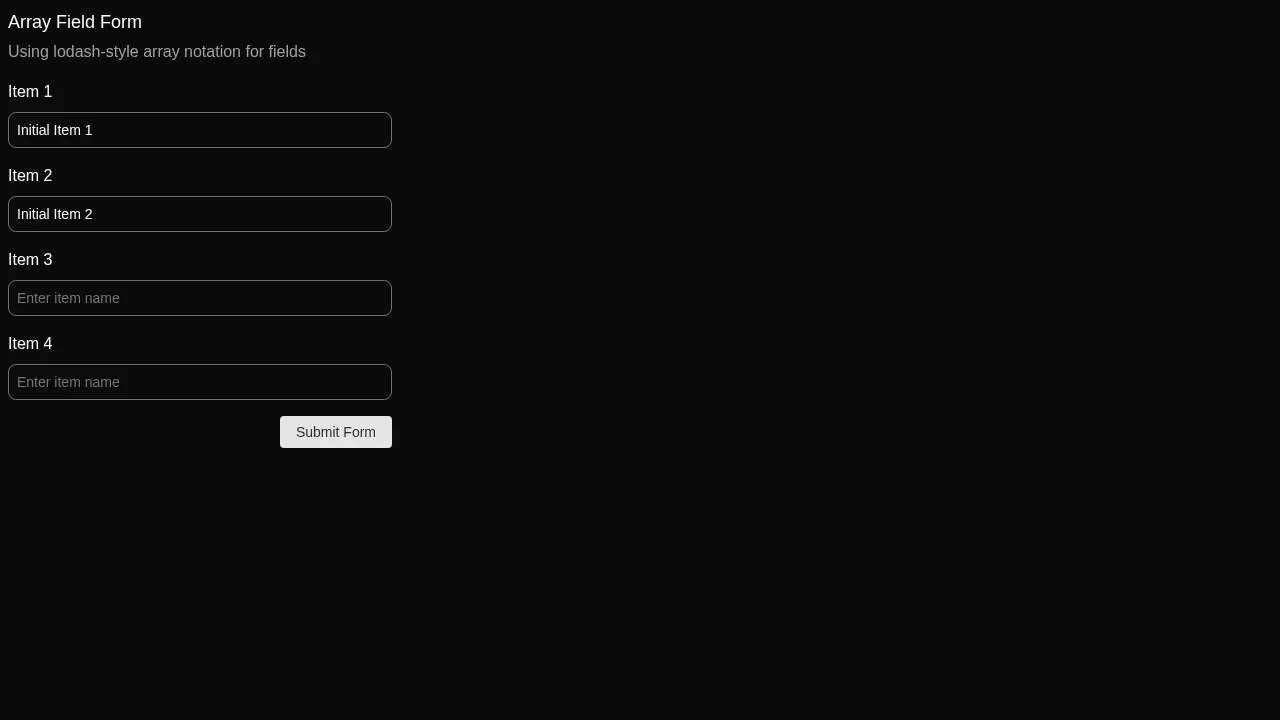 Array Field Form
Using lodash-style array notation for fields
Item 1
Initial Item 1
Item 2
Initial Item 2
Item 3
Enter item name
Item 4
Enter item name
Submit Form